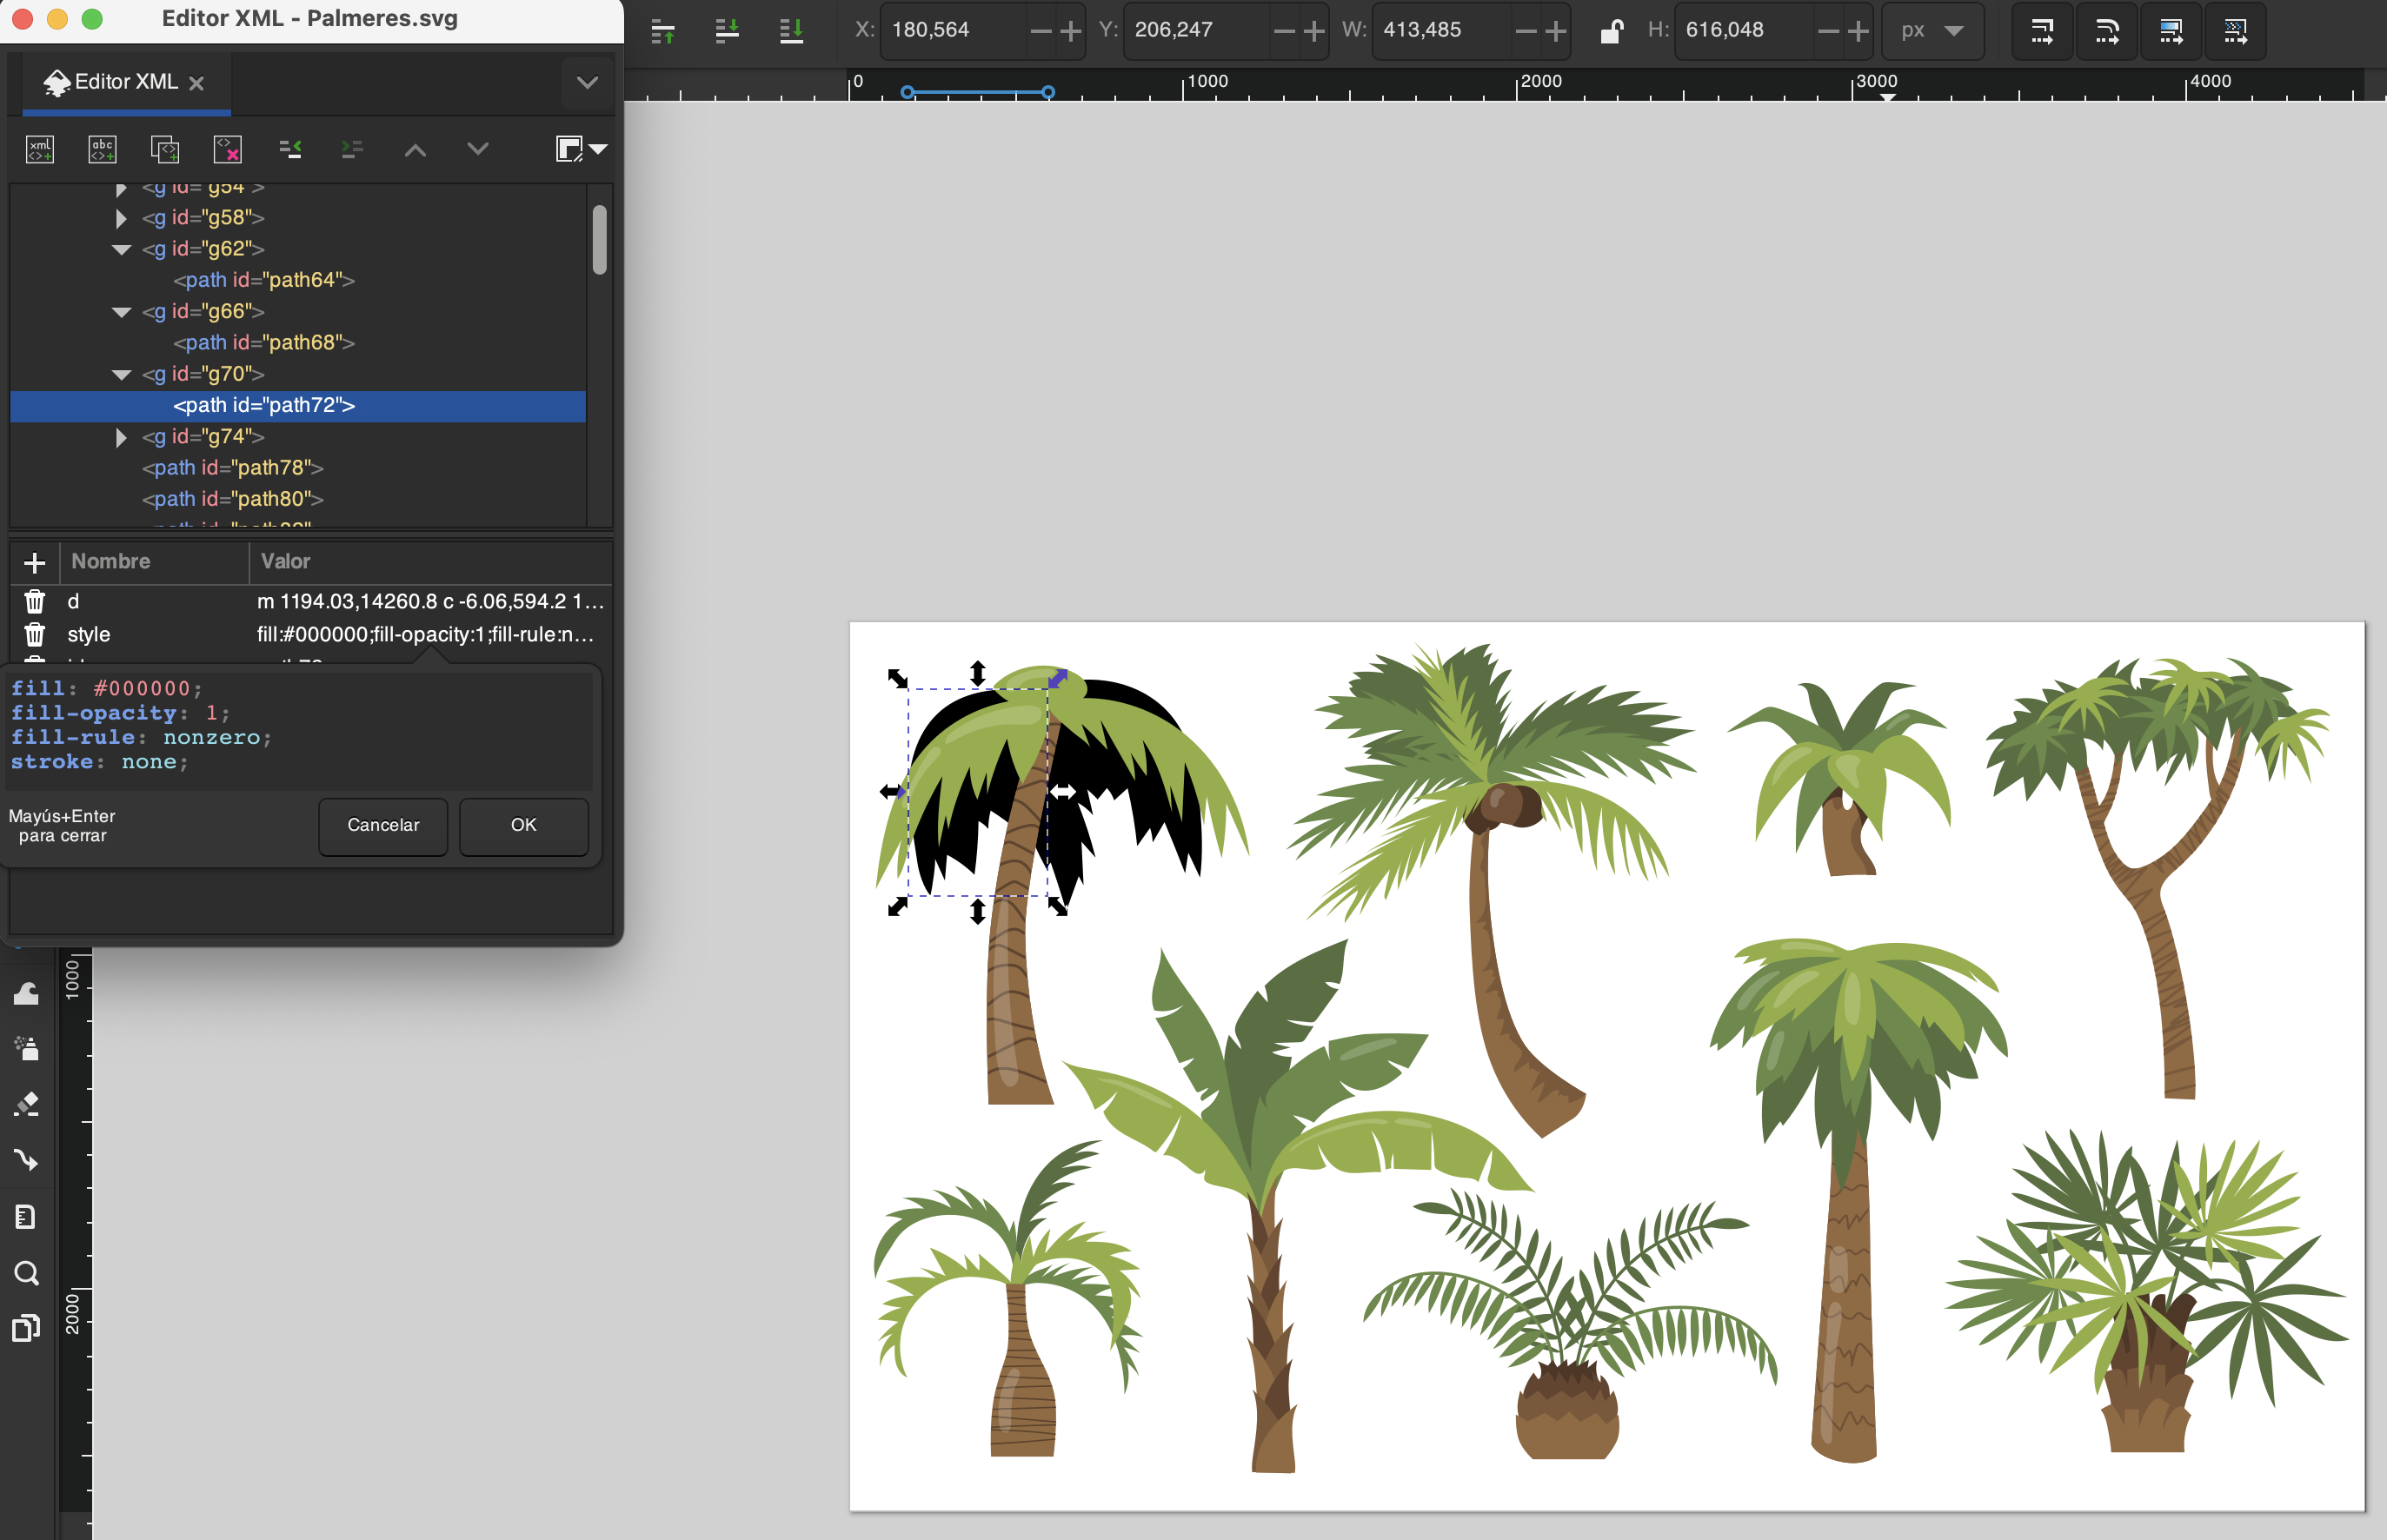 Editor XML - Palmeres.svg
X: 180,564 Y: 206,247 W: 413,485 H: 616,048 px
Editor XML
0 1000 2000 3000 4000
<g id="g54">
<g id="g58">
<g id="g62">
<path id="path64">
<g id="g66">
<path id="path68">
<g id="g70">
<path id="path72">
<g id="g74">
<path id="path78">
<path id="path80">
Nombre Valor
d m 1194.03,14260.8 c -6.06,594.2 1...
style fill:#000000;fill-opacity:1;fill-rule:n...
fill: #000000;
fill-opacity: 1;
fill-rule: nonzero;
stroke: none;
Mayús+Enter
para cerrar
Cancelar OK
1000
2000